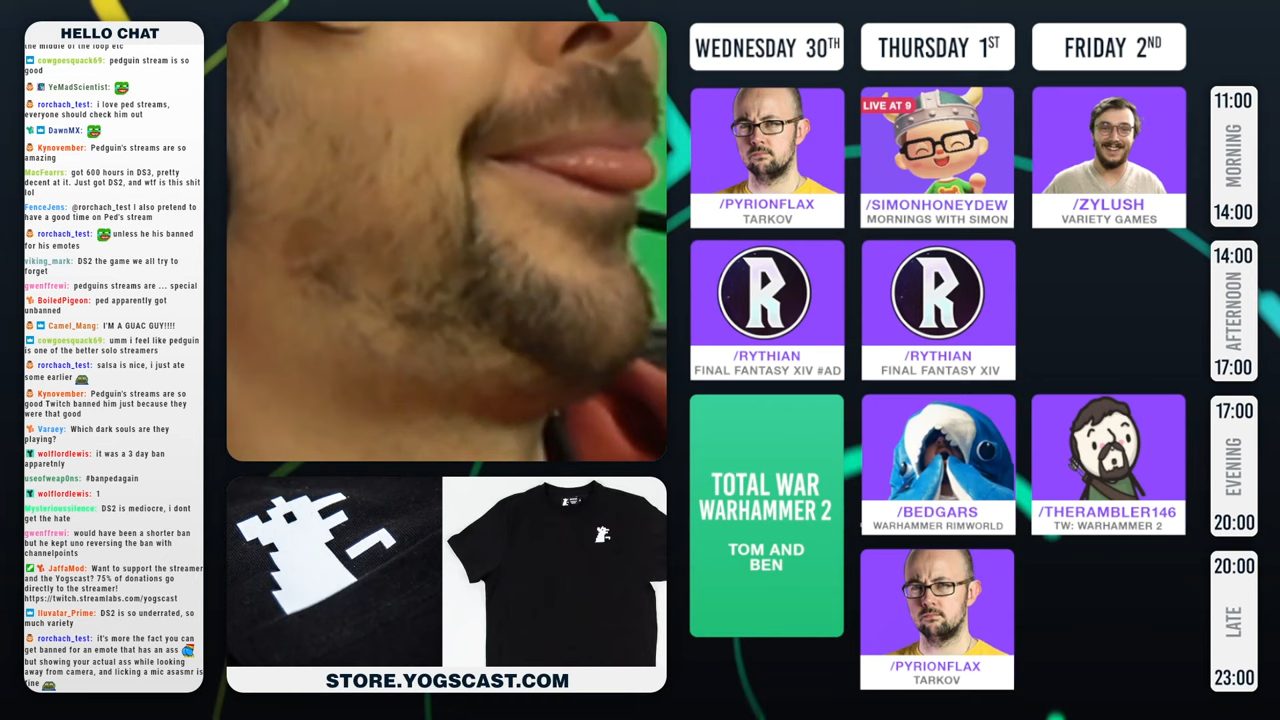 HELLO CHAT
the middle of the loop etc
cowgoesquack69: pedguin stream is so
good
YeMadScientist:
rorchach_test: i love ped streams,
everyone should check him out
DawnMX:
Kynovember: Pedguin's streams are so
amazing
MacFearrs: got 600 hours in DS3, pretty
decent at it. Just got DS2, and wtf is this shit
lol
FenceJens: @rorchach_test I also pretend to
have a good time on Ped's stream
rorchach_test: unless he his banned
for his emotes
viking_mark: DS2 the game we all try to
forget
gwenffrewi: pedguins streams are ... special
BoiledPigeon: ped apparently got
unbanned
Camel_Mang: I'M A GUAC GUY!!!!
cowgoesquack69: umm i feel like pedguin
is one of the better solo streamers
rorchach_test: salsa is nice, i just ate
some earlier
Kynovember: Pedguin's streams are so
good Twitch banned him just because they
were that good
Varaey: Which dark souls are they
playing?
wolflordlewis: it was a 3 day ban
apparetnly
useofweap0ns: #banpedagain
wolflordlewis: 1
Mysterioussilence: DS2 is mediocre, i dont
get the hate
gwenffrewi: would have been a shorter ban
but he kept uno reversing the ban with
channelpoints
JaffaMod: Want to support the streamer
and the Yogscast? 75% of donations go
directly to the streamer!
https://twitch.streamlabs.com/yogscast
Iluvatar_Prime: DS2 is so underrated, so
much variety
rorchach_test: it's more the fact you can
get banned for an emote that has an ass
but showing your actual ass while looking
away from camera, and licking a mic asasmr is
fine
STORE.YOGSCAST.COM
WEDNESDAY 30TH
THURSDAY 1ST
FRIDAY 2ND
/PYRIONFLAX
TARKOV
LIVE AT 9
/SIMONHONEYDEW
MORNINGS WITH SIMON
/ZYLUSH
VARIETY GAMES
11:00
MORNING
14:00
R
/RYTHIAN
FINAL FANTASY XIV #AD
R
/RYTHIAN
FINAL FANTASY XIV
14:00
AFTERNOON
17:00
TOTAL WAR
WARHAMMER 2
TOM AND
BEN
/BEDGARS
WARHAMMER RIMWORLD
/THERAMBLER146
TW: WARHAMMER 2
17:00
EVENING
20:00
/PYRIONFLAX
TARKOV
20:00
LATE
23:00